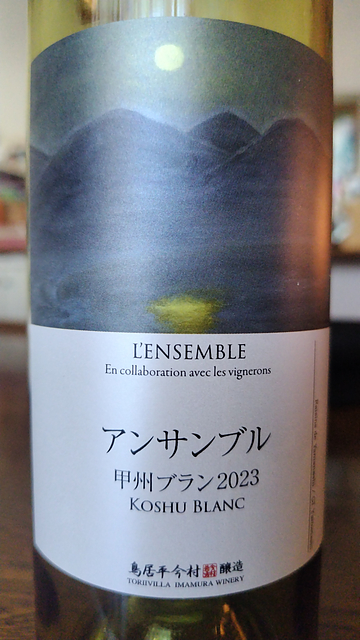 L'ENSEMBLE
En collaboration avec les vignerons
アンサンブル
甲州ブラン2023
KOSHU BLANC
鳥居平今村 醸造
TORIIVILLA IMAMURA WINERY